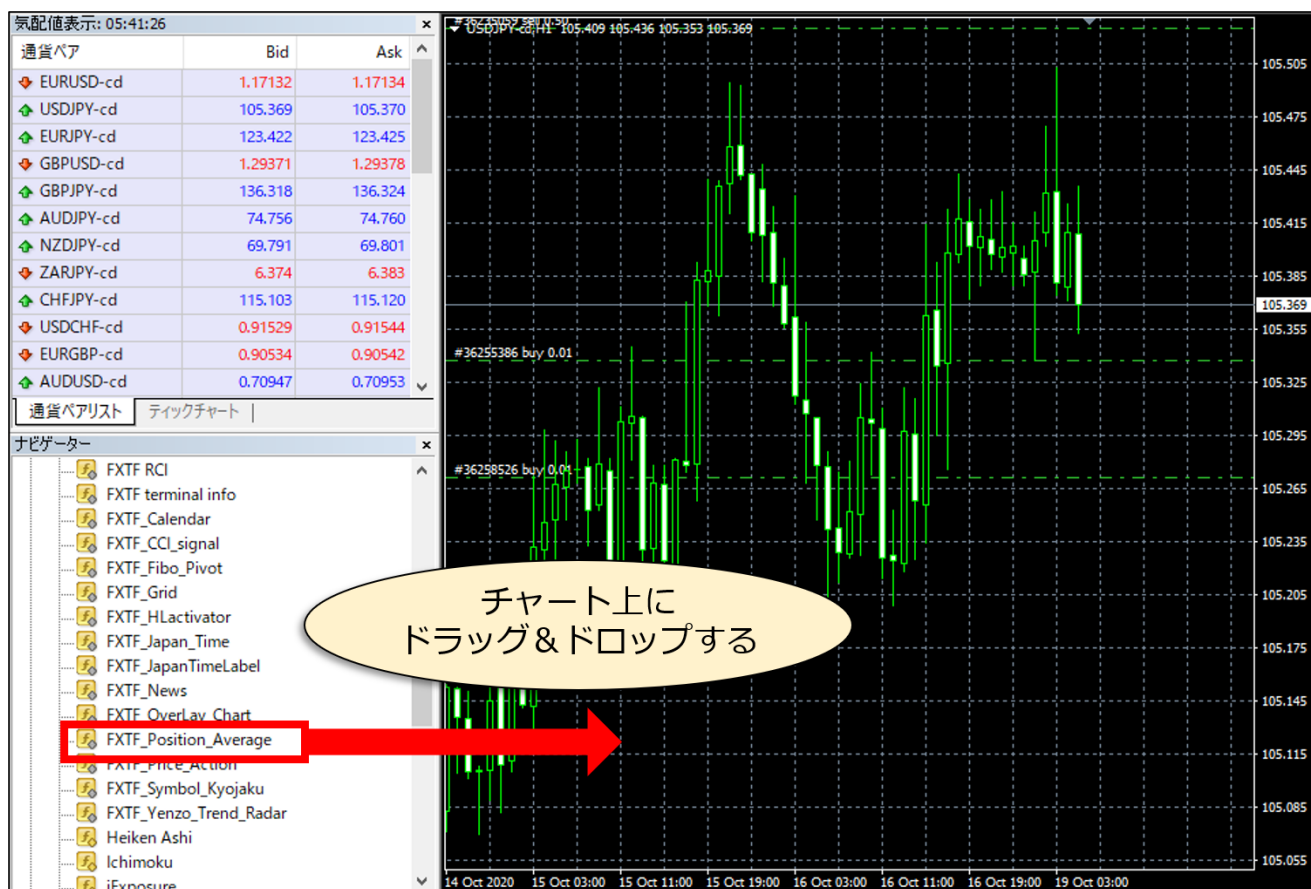 気配値表示: 05:41:26
通貨ペア Bid Ask
EURUSD-cd 1.17132 1.17134
USDJPY-cd 105.369 105.370
EURJPY-cd 123.422 123.425
GBPUSD-cd 1.29371 1.29378
GBPJPY-cd 136.318 136.324
AUDJPY-cd 74.756 74.760
NZDJPY-cd 69.791 69.801
ZARJPY-cd 6.374 6.383
CHFJPY-cd 115.103 115.120
USDCHF-cd 0.91529 0.91544
EURGBP-cd 0.90534 0.90542
AUDUSD-cd 0.70947 0.70953
通貨ペアリスト ティックチャート
ナビゲーター
FXTF RCI
FXTF terminal info
FXTF_Calendar
FXTF_CCI_signal
FXTF_Fibo_Pivot
FXTF_Grid
FXTF_HLactivator
FXTF_Japan_Time
FXTF_JapanTimeLabel
FXTF_News
FXTF_OverLay_Chart
FXTF_Position_Average
FXTF_Price_Action
FXTF_Symbol_Kyojaku
FXTF_Yenzo_Trend_Radar
Heiken Ashi
Ichimoku
iExposure
チャート上に
ドラッグ＆ドロップする
#36235059 sell 0.50
USDJPY-cd,H1 105.409 105.436 105.353 105.369
#36255386 buy 0.01
#36258526 buy 0.01
105.505
105.475
105.445
105.415
105.385
105.369
105.355
105.325
105.295
105.265
105.235
105.205
105.175
105.145
105.115
105.085
105.055
14 Oct 2020 15 Oct 03:00 15 Oct 11:00 15 Oct 19:00 16 Oct 03:00 16 Oct 11:00 16 Oct 19:00 19 Oct 03:00